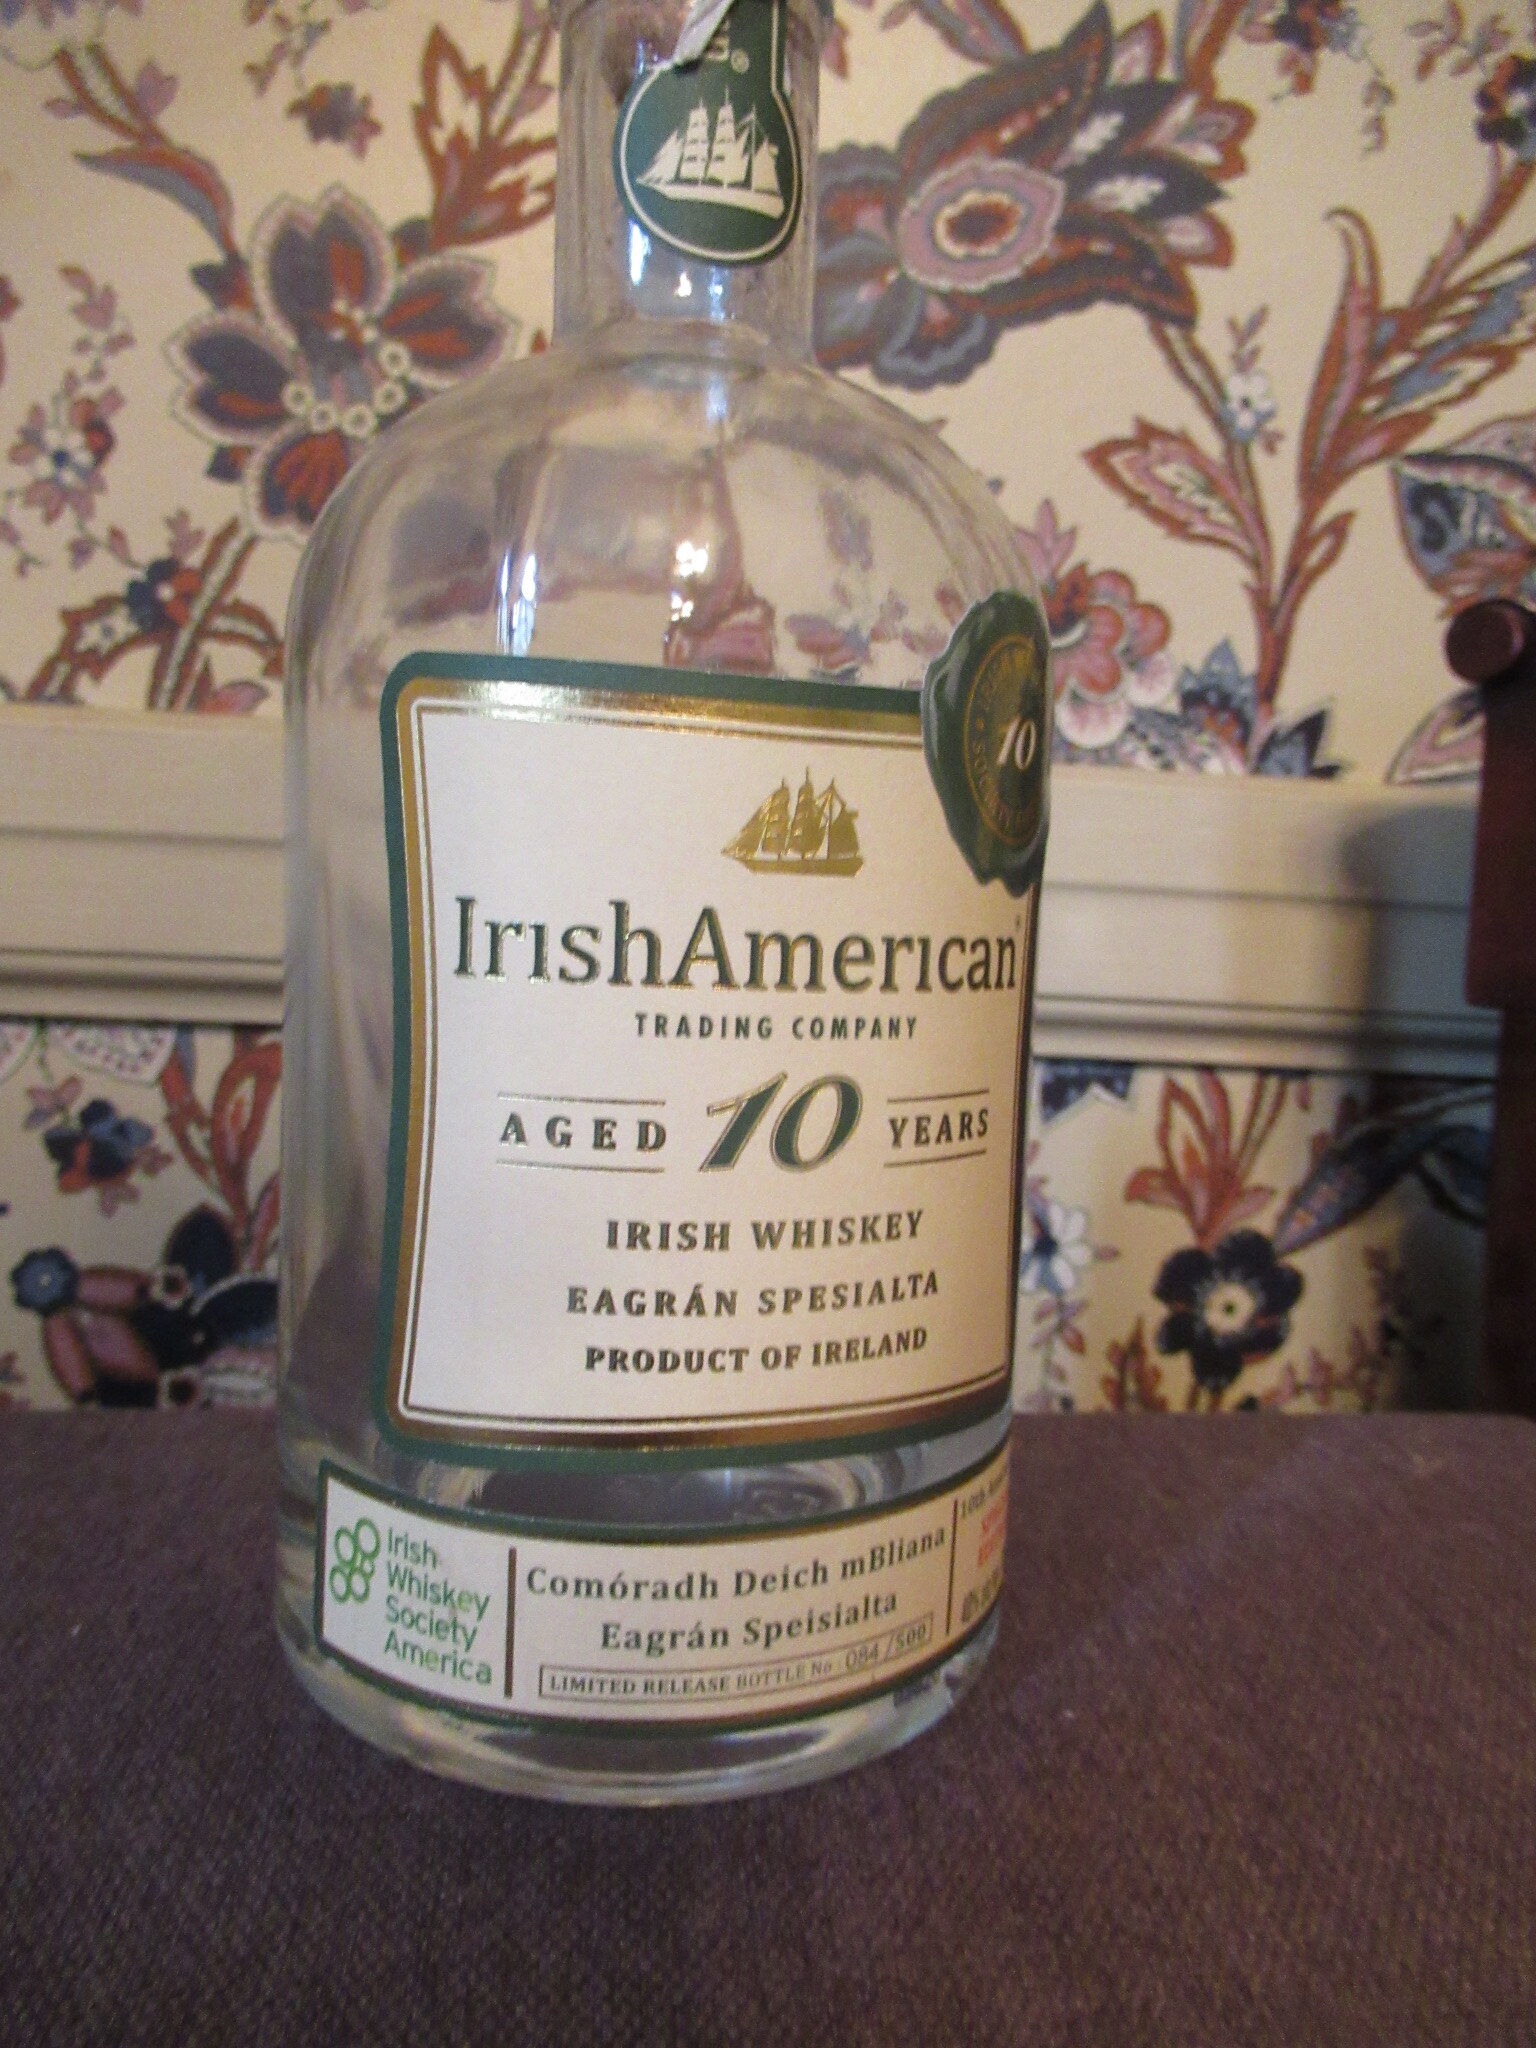 10
IrishAmerican
TRADING COMPANY
AGED 10 YEARS
IRISH WHISKEY
EAGRÁN SPESIALTA
PRODUCT OF IRELAND
Irish
Whiskey
Society
America
Comóradh Deich mBliana
Eagrán Speisialta
LIMITED RELEASE BOTTLE No. 084/500